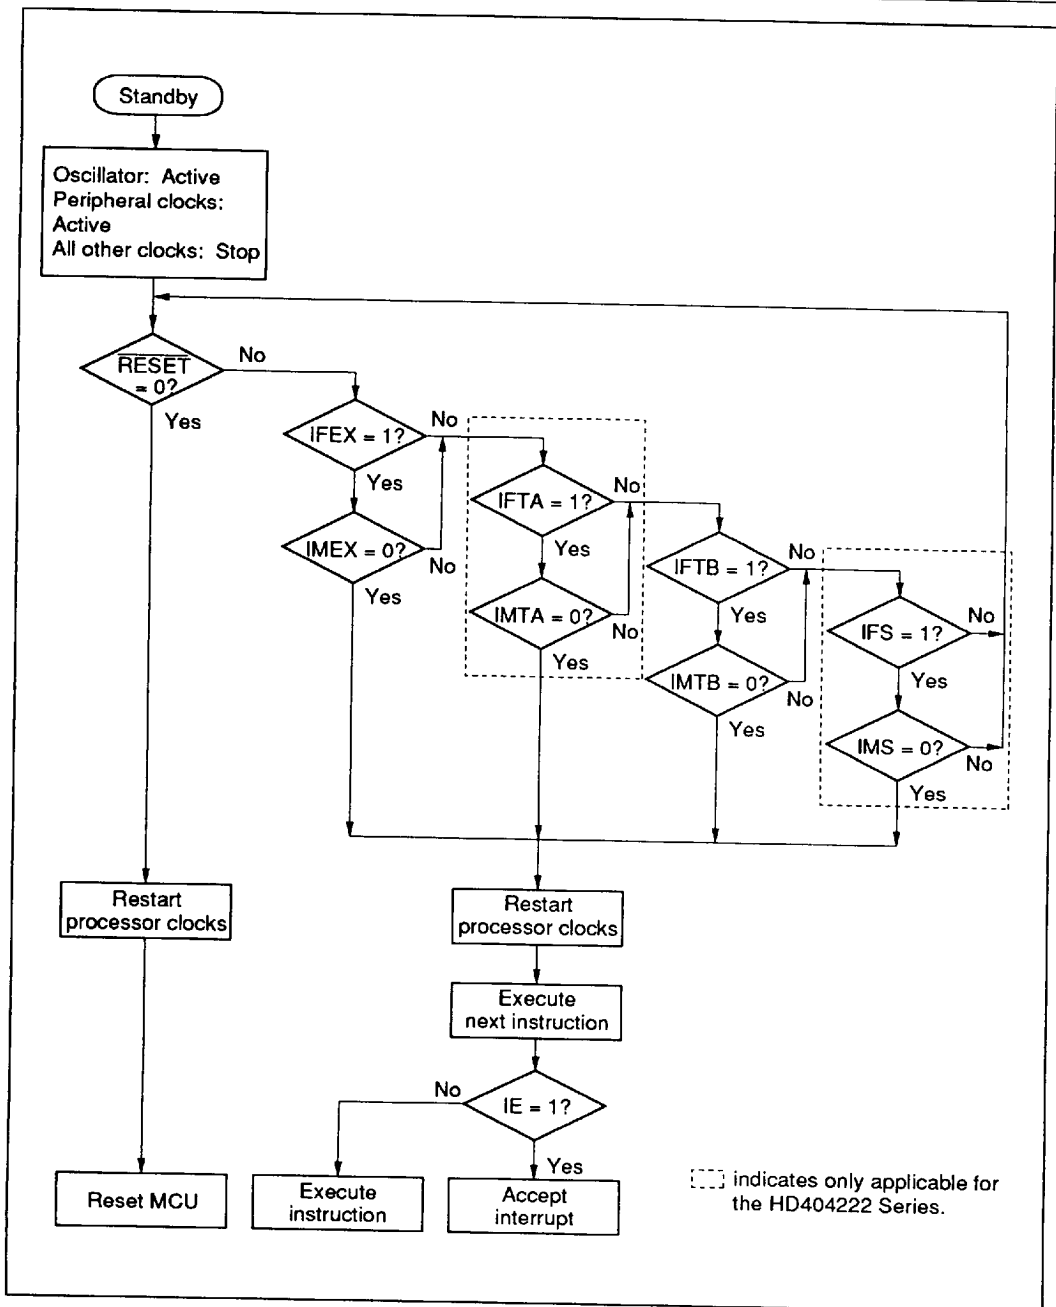 Standby
Oscillator: Active
Peripheral clocks:
Active
All other clocks: Stop
RESET
= 0?
No
Yes
IFEX = 1?
No
Yes
IMEX = 0?
No
Yes
IFTA = 1?
No
Yes
IMTA = 0?
No
Yes
IFTB = 1?
No
Yes
IMTB = 0?
No
Yes
IFS = 1?
No
Yes
IMS = 0?
No
Yes
Restart
processor clocks
Restart
processor clocks
Execute
next instruction
No
IE = 1?
Yes
Reset MCU
Execute
instruction
Accept
interrupt
indicates only applicable for
the HD404222 Series.